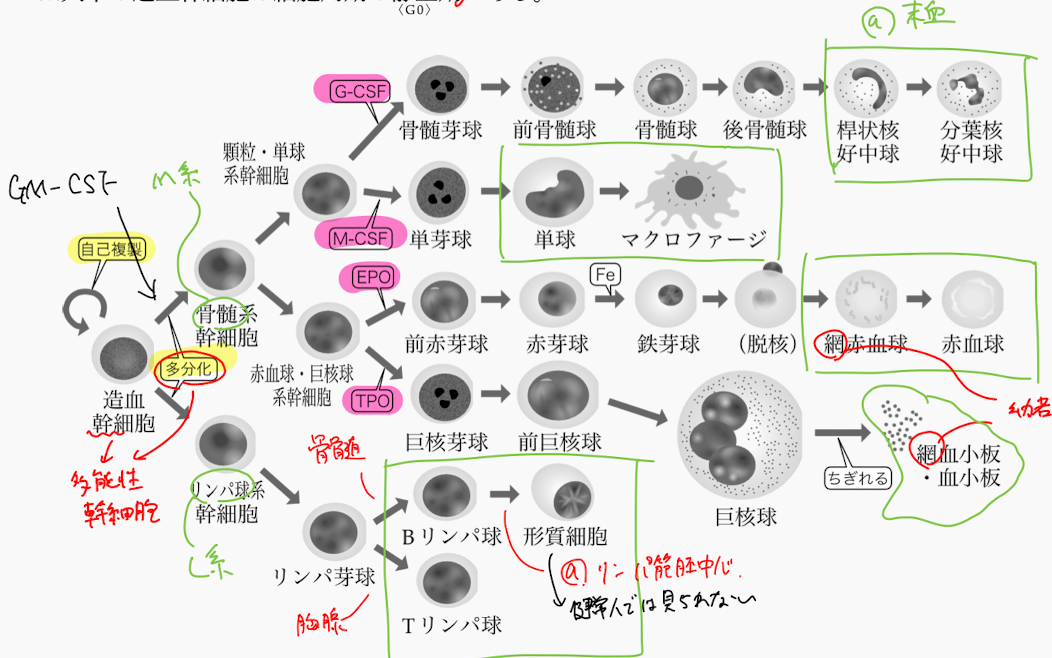 〈G0〉
@ 末血
G-CSF
骨髄芽球
前骨髄球
骨髄球
後骨髄球
桿状核
好中球
分葉核
好中球
顆粒・単球
系幹細胞
M-CSF
単芽球
単球
マクロファージ
GM-CSF
M系
自己複製
骨髄系
幹細胞
EPO
前赤芽球
赤芽球
Fe
鉄芽球
(脱核)
網赤血球
赤血球
多分化
造血
幹細胞
赤血球・巨核球
系幹細胞
TPO
巨核芽球
前巨核球
巨核球
ちぎれる
網血小板
・血小板
幼若
多能性
幹細胞
リンパ球系
幹細胞
L系
リンパ芽球
骨髄
Bリンパ球
形質細胞
Tリンパ球
胸腺
@リンパ節胚中心.
健常人では見られない